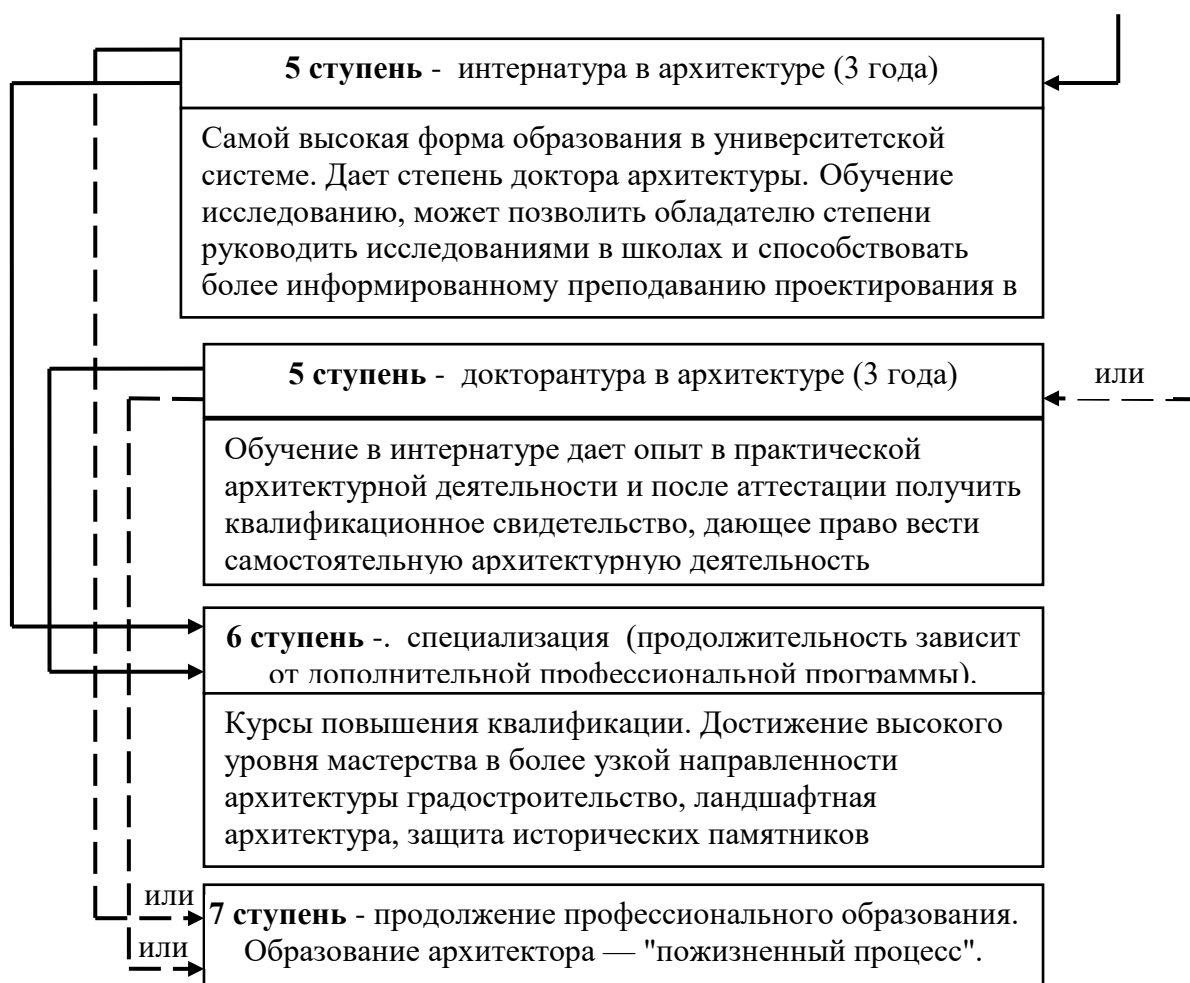 5 ступень - интернатура в архитектуре (3 года)
Самой высокая форма образования в университетской
системе. Дает степень доктора архитектуры. Обучение
исследованию, может позволить обладателю степени
руководить исследованиями в школах и способствовать
более информированному преподаванию проектирования в
5 ступень - докторантура в архитектуре (3 года)
или
Обучение в интернатуре дает опыт в практической
архитектурной деятельности и после аттестации получить
квалификационное свидетельство, дающее право вести
самостоятельную архитектурную деятельность
6 ступень -. специализация (продолжительность зависит
от дополнительной профессиональной программы).
Курсы повышения квалификации. Достижение высокого
уровня мастерства в более узкой направленности
архитектуры градостроительство, ландшафтная
архитектура, защита исторических памятников
или
7 ступень - продолжение профессионального образования.
или
Образование архитектора — "пожизненный процесс".